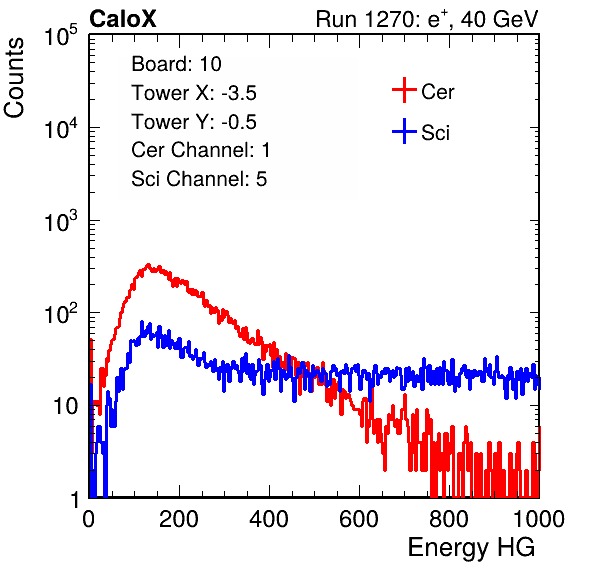 CaloX Run 1270: e⁺, 40 GeV
Counts
Board: 10
Tower X: -3.5
Tower Y: -0.5
Cer Channel: 1
Sci Channel: 5
Cer
Sci
10⁵
10⁴
10³
10²
10
1
0 200 400 600 800 1000
Energy HG